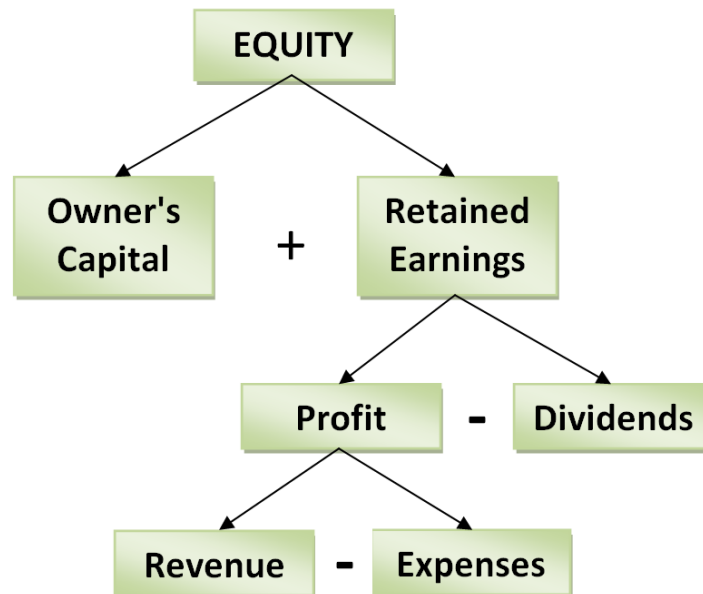 EQUITY
Owner's
Capital
+
Retained
Earnings
Profit - Dividends
Revenue - Expenses